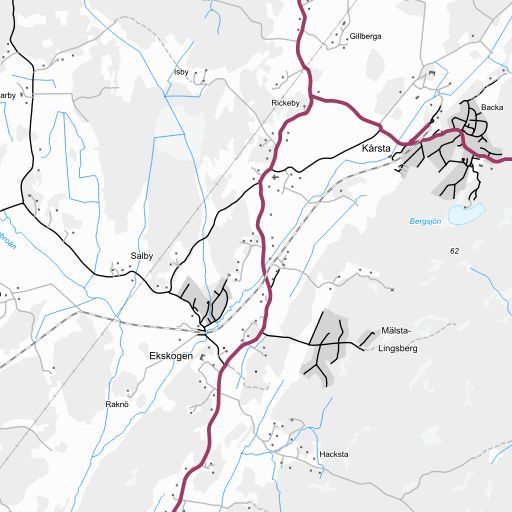 Gillberga
Isby
arby
Rickeby
Backa
Kårsta
Bergsjön
Salby
62
Mälsta-
Lingsberg
Ekskogen
Raknö
Hacksta